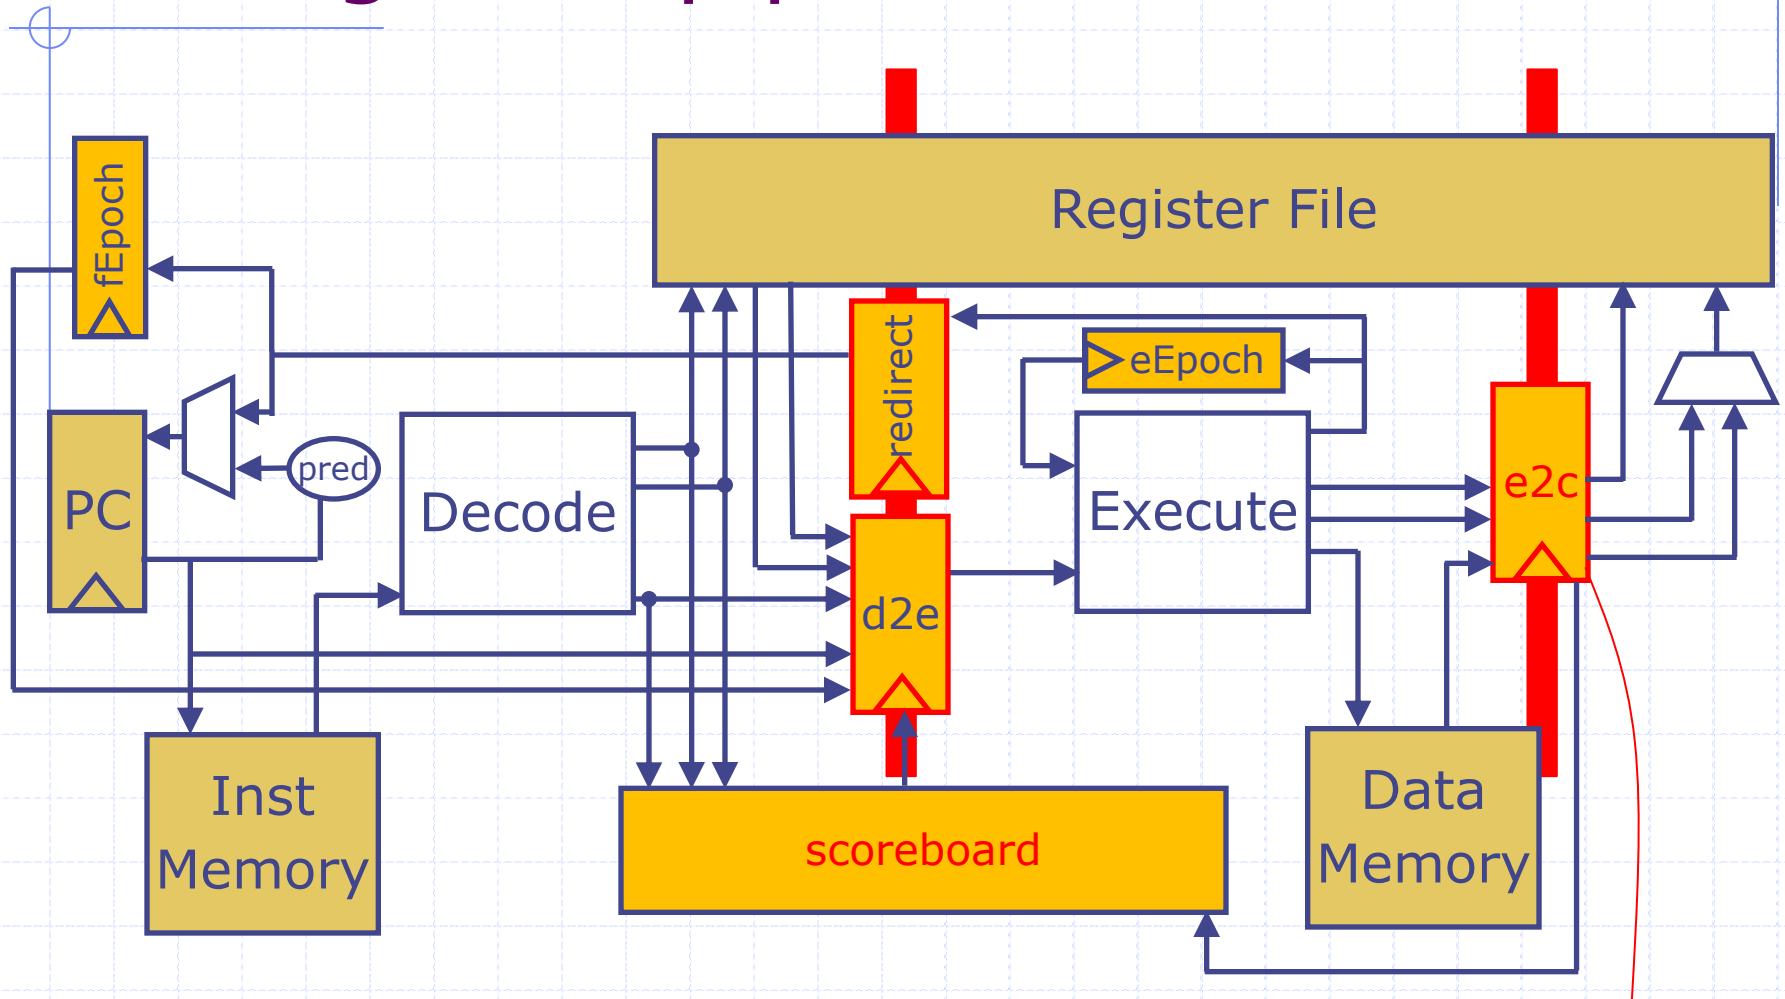 fEpoch
Register File
redirect
eEpoch
pred
PC
Decode
Execute
e2c
d2e
Inst
Memory
scoreboard
Data
Memory